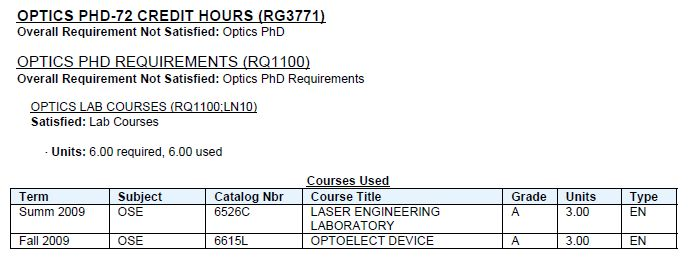 OPTICS PHD-72 CREDIT HOURS (RG3771)
Overall Requirement Not Satisfied: Optics PhD
OPTICS PHD REQUIREMENTS (RQ1100)
Overall Requirement Not Satisfied: Optics PhD Requirements
OPTICS LAB COURSES (RQ1100;LN10)
Satisfied: Lab Courses
· Units: 6.00 required, 6.00 used
Courses Used
Term Subject Catalog Nbr Course Title Grade Units Type
Summ 2009 OSE 6526C LASER ENGINEERING A 3.00 EN
LABORATORY
Fall 2009 OSE 6615L OPTOELECT DEVICE A 3.00 EN